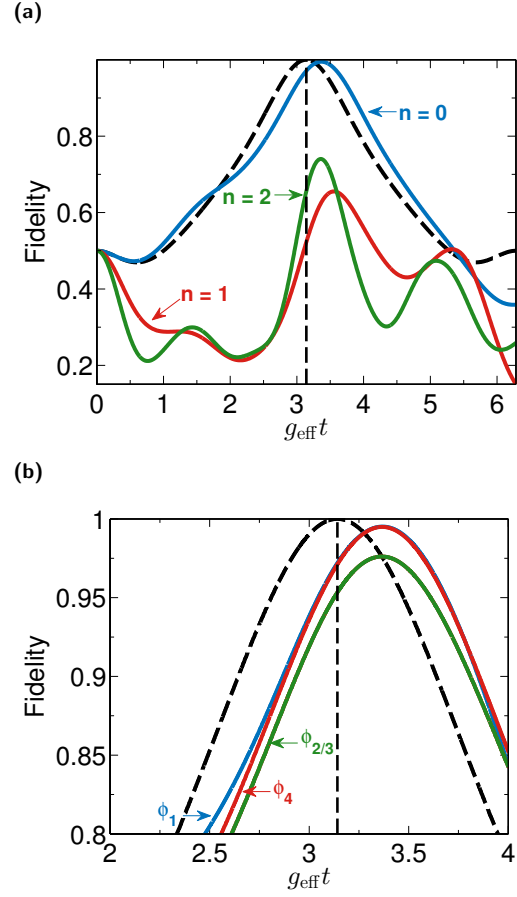 (a)
Fidelity
0.8
0.6
0.4
0.2
n = 0
n = 2
n = 1
0 1 2 3 4 5 6
g_eff t
(b)
Fidelity
1
0.95
0.9
0.85
0.8
ϕ_2/3
ϕ_4
ϕ_1
2 2.5 3 3.5 4
g_eff t